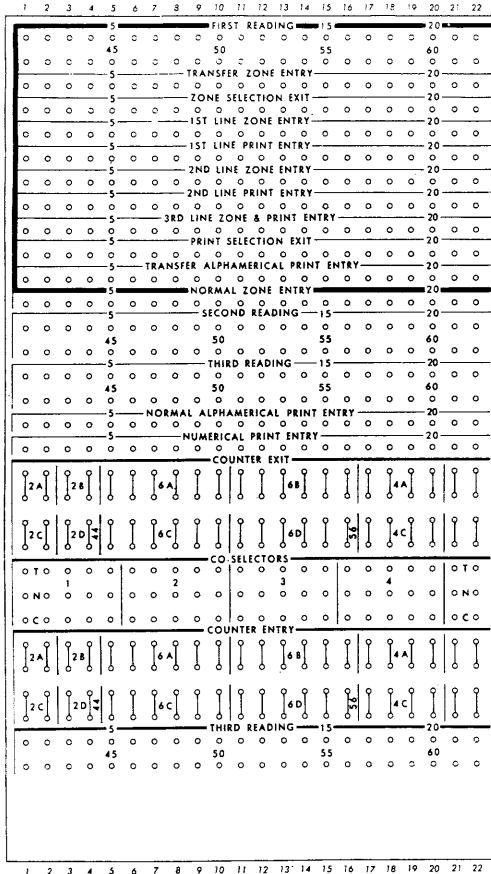 1 2 3 4 5 6 7 8 9 10 11 12 13 14 15 16 17 18 19 20 21 22
5 FIRST READING 15 20
45 50 55 60
5 TRANSFER ZONE ENTRY 20
5 ZONE SELECTION EXIT 20
5 1ST LINE ZONE ENTRY 20
5 1ST LINE PRINT ENTRY 20
5 2ND LINE ZONE ENTRY 20
5 2ND LINE PRINT ENTRY 20
5 3RD LINE ZONE & PRINT ENTRY 20
5 PRINT SELECTION EXIT 20
5 TRANSFER ALPHAMERICAL PRINT ENTRY 20
5 NORMAL ZONE ENTRY 20
5 SECOND READING 15 20
45 50 55 60
5 THIRD READING 15 20
45 50 55 60
5 NORMAL ALPHAMERICAL PRINT ENTRY 20
5 NUMERICAL PRINT ENTRY 20
COUNTER EXIT
2A 2B 6A 6B 4A
2C 2D 44 6C 6D 56 4C
CO-SELECTORS
T T
1 2 3 4
N N
C C
COUNTER ENTRY
2A 2B 6A 6B 4A
2C 2D 44 6C 6D 56 4C
5 THIRD READING 15 20
45 50 55 60
1 2 3 4 5 6 7 8 9 10 11 12 13 14 15 16 17 18 19 20 21 22